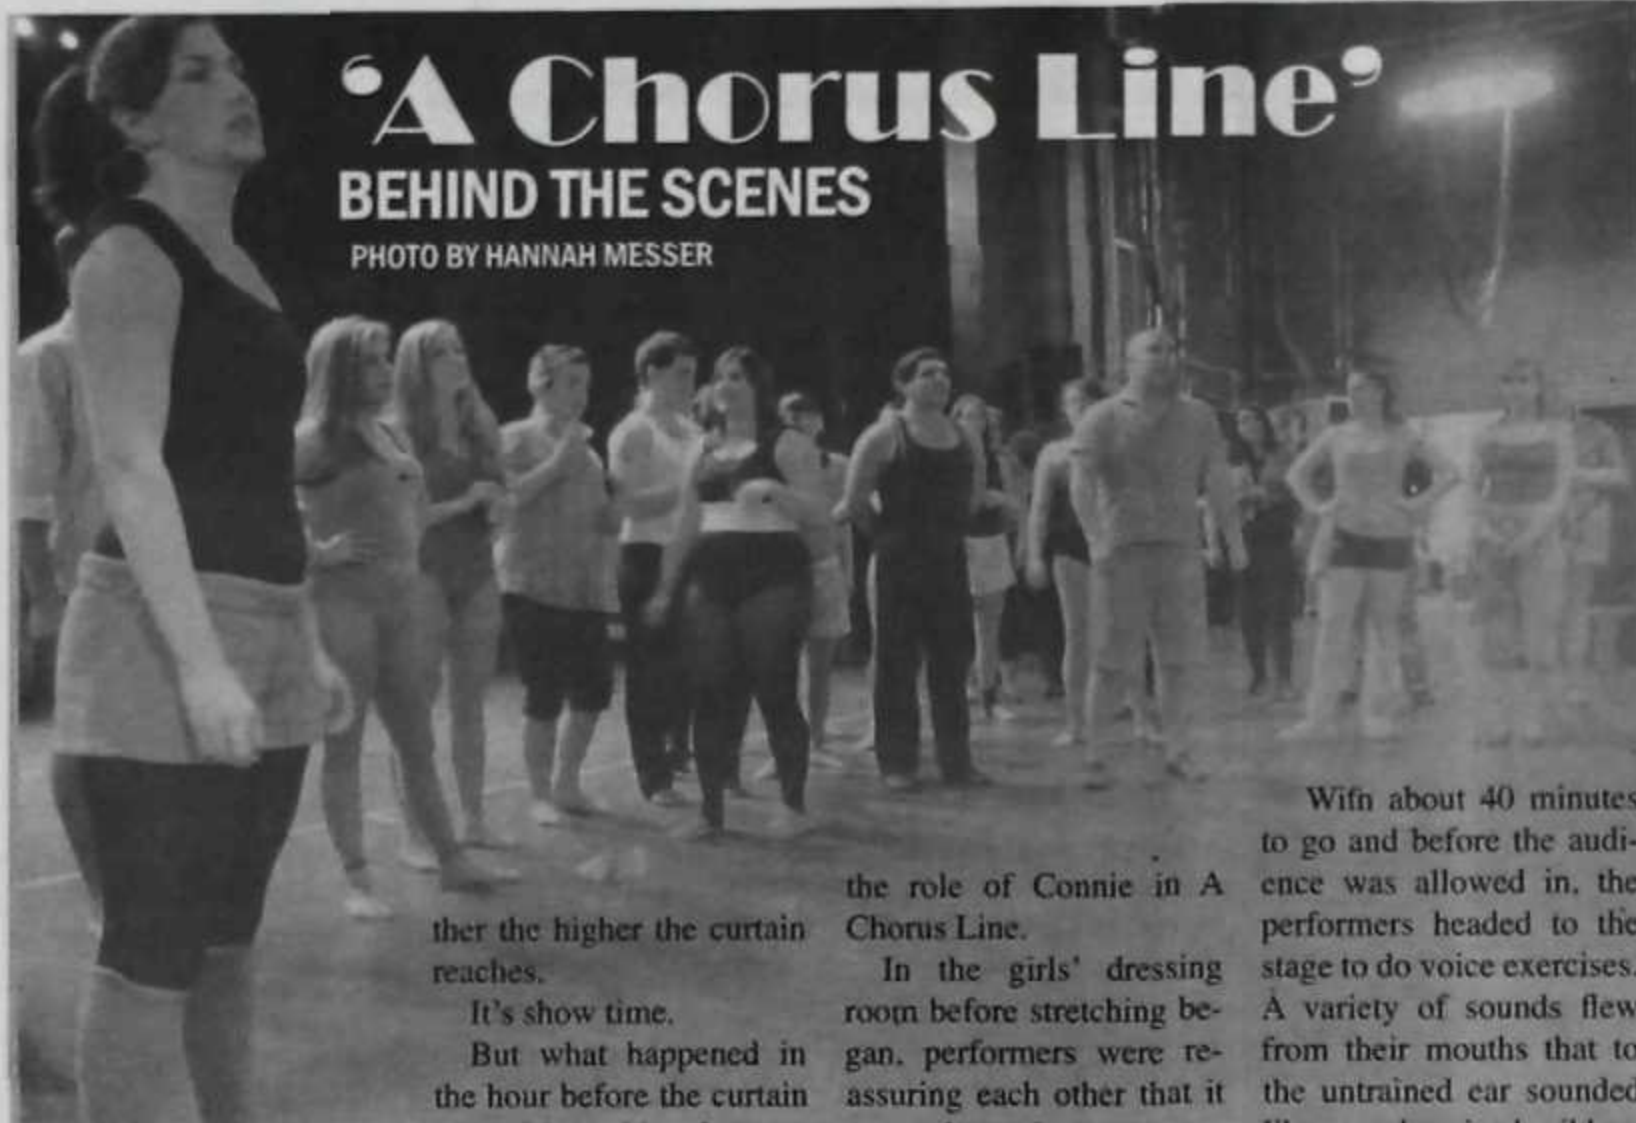 ‘A Chorus Line’
BEHIND THE SCENES
PHOTO BY HANNAH MESSER
ther the higher the curtain
reaches.
It's show time.
But what happened in
the hour before the curtain
the role of Connie in A
Chorus Line.
In the girls' dressing
room before stretching be-
gan, performers were re-
assuring each other that it
Wifn about 40 minutes
to go and before the audi-
ence was allowed in, the
performers headed to the
stage to do voice exercises.
A variety of sounds flew
from their mouths that to
the untrained ear sounded